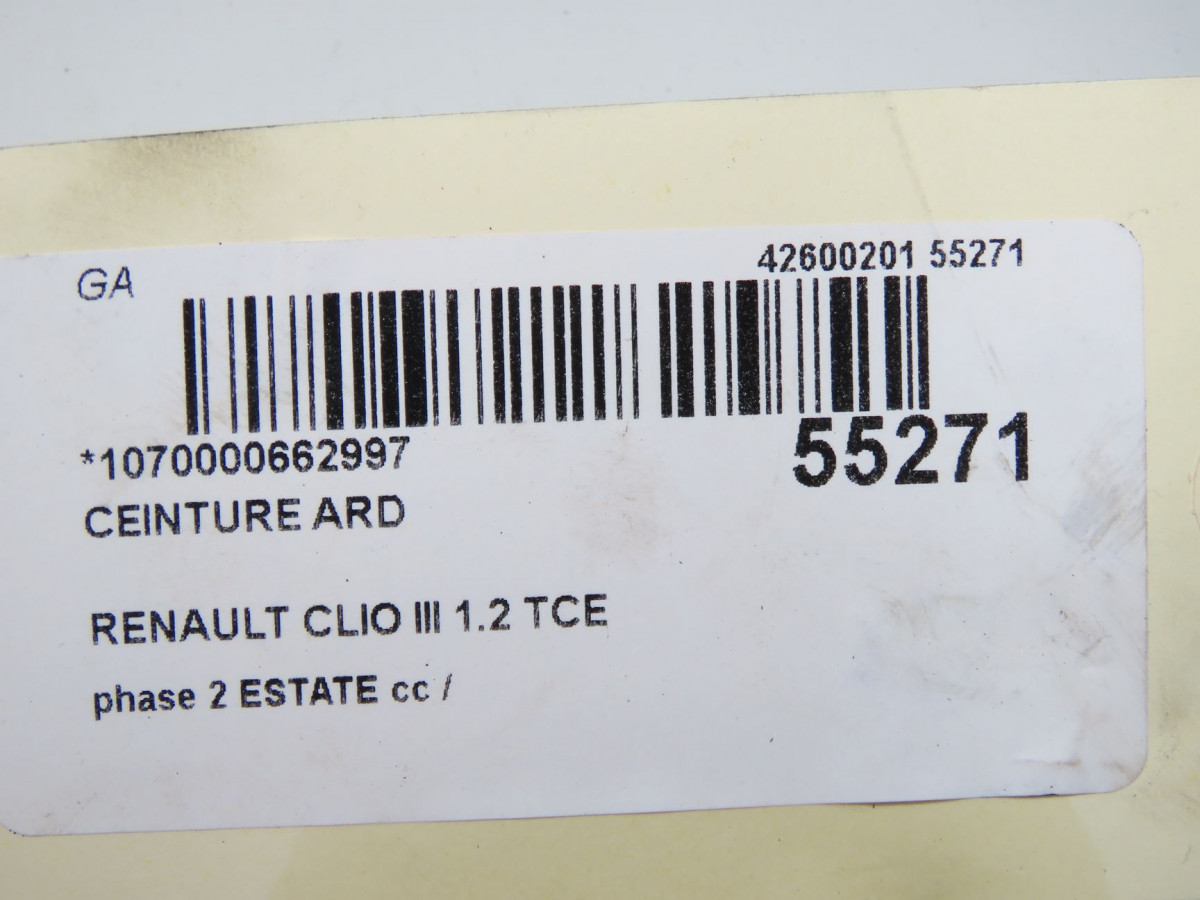 GA
42600201 55271
*1070000662997
55271
CEINTURE ARD
RENAULT CLIO III 1.2 TCE
phase 2 ESTATE cc /